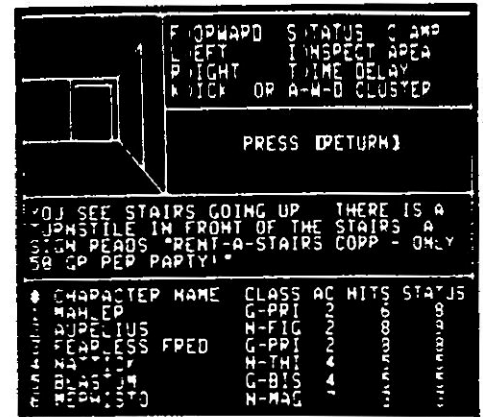 F)ORWARD S)TATUS C)AMP
L)EFT I)NSPECT AREA
R)IGHT T)IME DELAY
K)ICK OR A-W-D CLUSTER
PRESS [RETURN]
YOU SEE STAIRS GOING UP THERE IS A
TURNSTILE IN FRONT OF THE STAIRS A
SIGN READS "RENT-A-STAIRS CORP - ONLY
50 GP PER PARTY!"
# CHARACTER NAME CLASS AC HITS STATUS
1 MAHLER G-PRI 2 6 8
2 AURELIUS N-FIG 2 8
3 FEARLESS FRED G-PRI 2
4 N-THI 4 5 5
5 G-BIS 4
6 MEPHISTO N-MAG